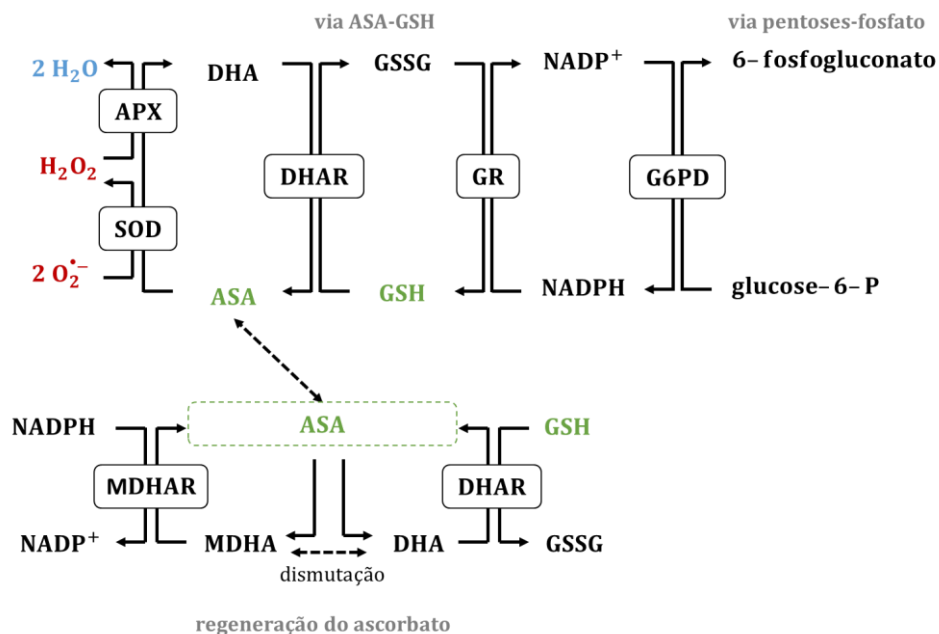 via ASA-GSH
via pentoses-fosfato
2 H₂O
DHA
GSSG
NADP⁺
6-fosfogluconato
APX
H₂O₂
DHAR
GR
G6PD
SOD
2 O₂•⁻
ASA
GSH
NADPH
glucose-6-P
NADPH
ASA
GSH
MDHAR
DHAR
NADP⁺
MDHA
DHA
GSSG
dismutação
regeneração do ascorbato